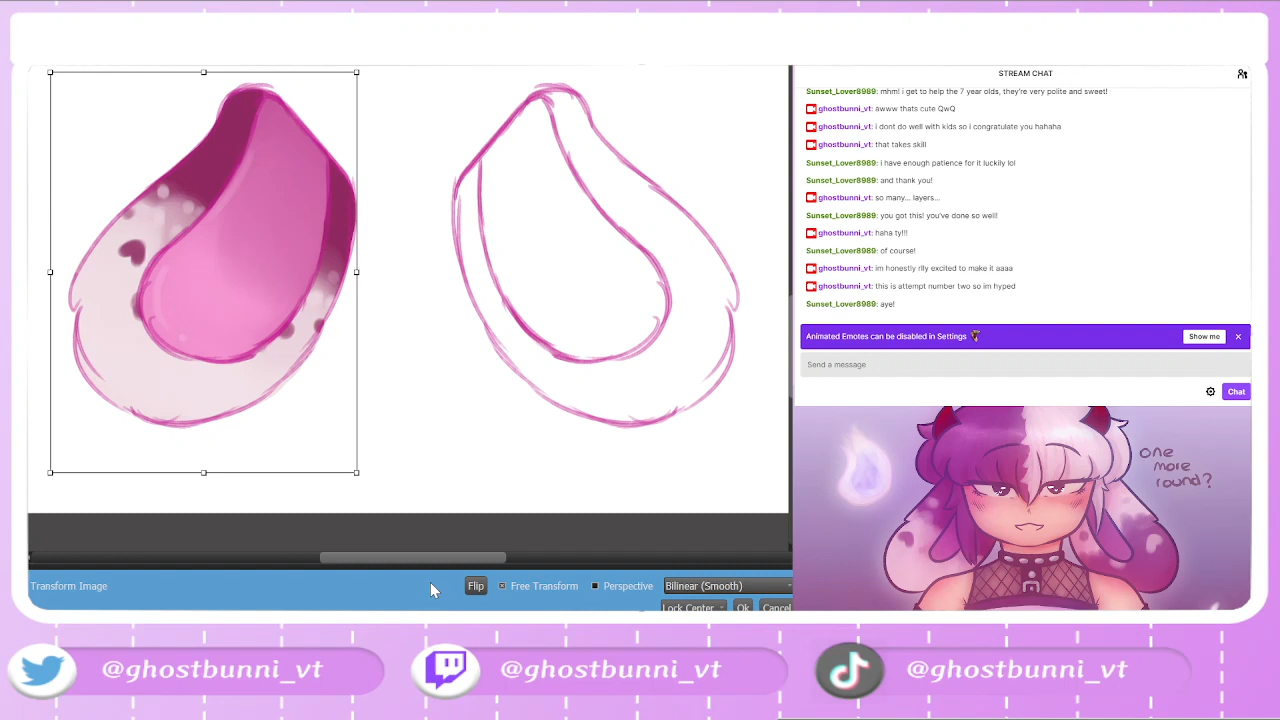 STREAM CHAT
Sunset_Lover8989: mhm! i get to help the 7 year olds, they're very polite and sweet!
ghostbunni_vt: awww thats cute QwQ
ghostbunni_vt: i dont do well with kids so i congratulate you hahaha
ghostbunni_vt: that takes skill
Sunset_Lover8989: i have enough patience for it luckily lol
Sunset_Lover8989: and thank you!
ghostbunni_vt: so many... layers...
Sunset_Lover8989: you got this! you've done so well!
ghostbunni_vt: haha ty!!!
Sunset_Lover8989: of course!
ghostbunni_vt: im honestly rlly excited to make it aaaa
ghostbunni_vt: this is attempt number two so im hyped
Sunset_Lover8989: aye!
Animated Emotes can be disabled in Settings
Show me
Send a message
Chat
one
more
round?
Transform Image
Flip
Free Transform
Perspective
Bilinear (Smooth)
Lock Center
Ok
Cancel
@ghostbunni_vt
@ghostbunni_vt
@ghostbunni_vt